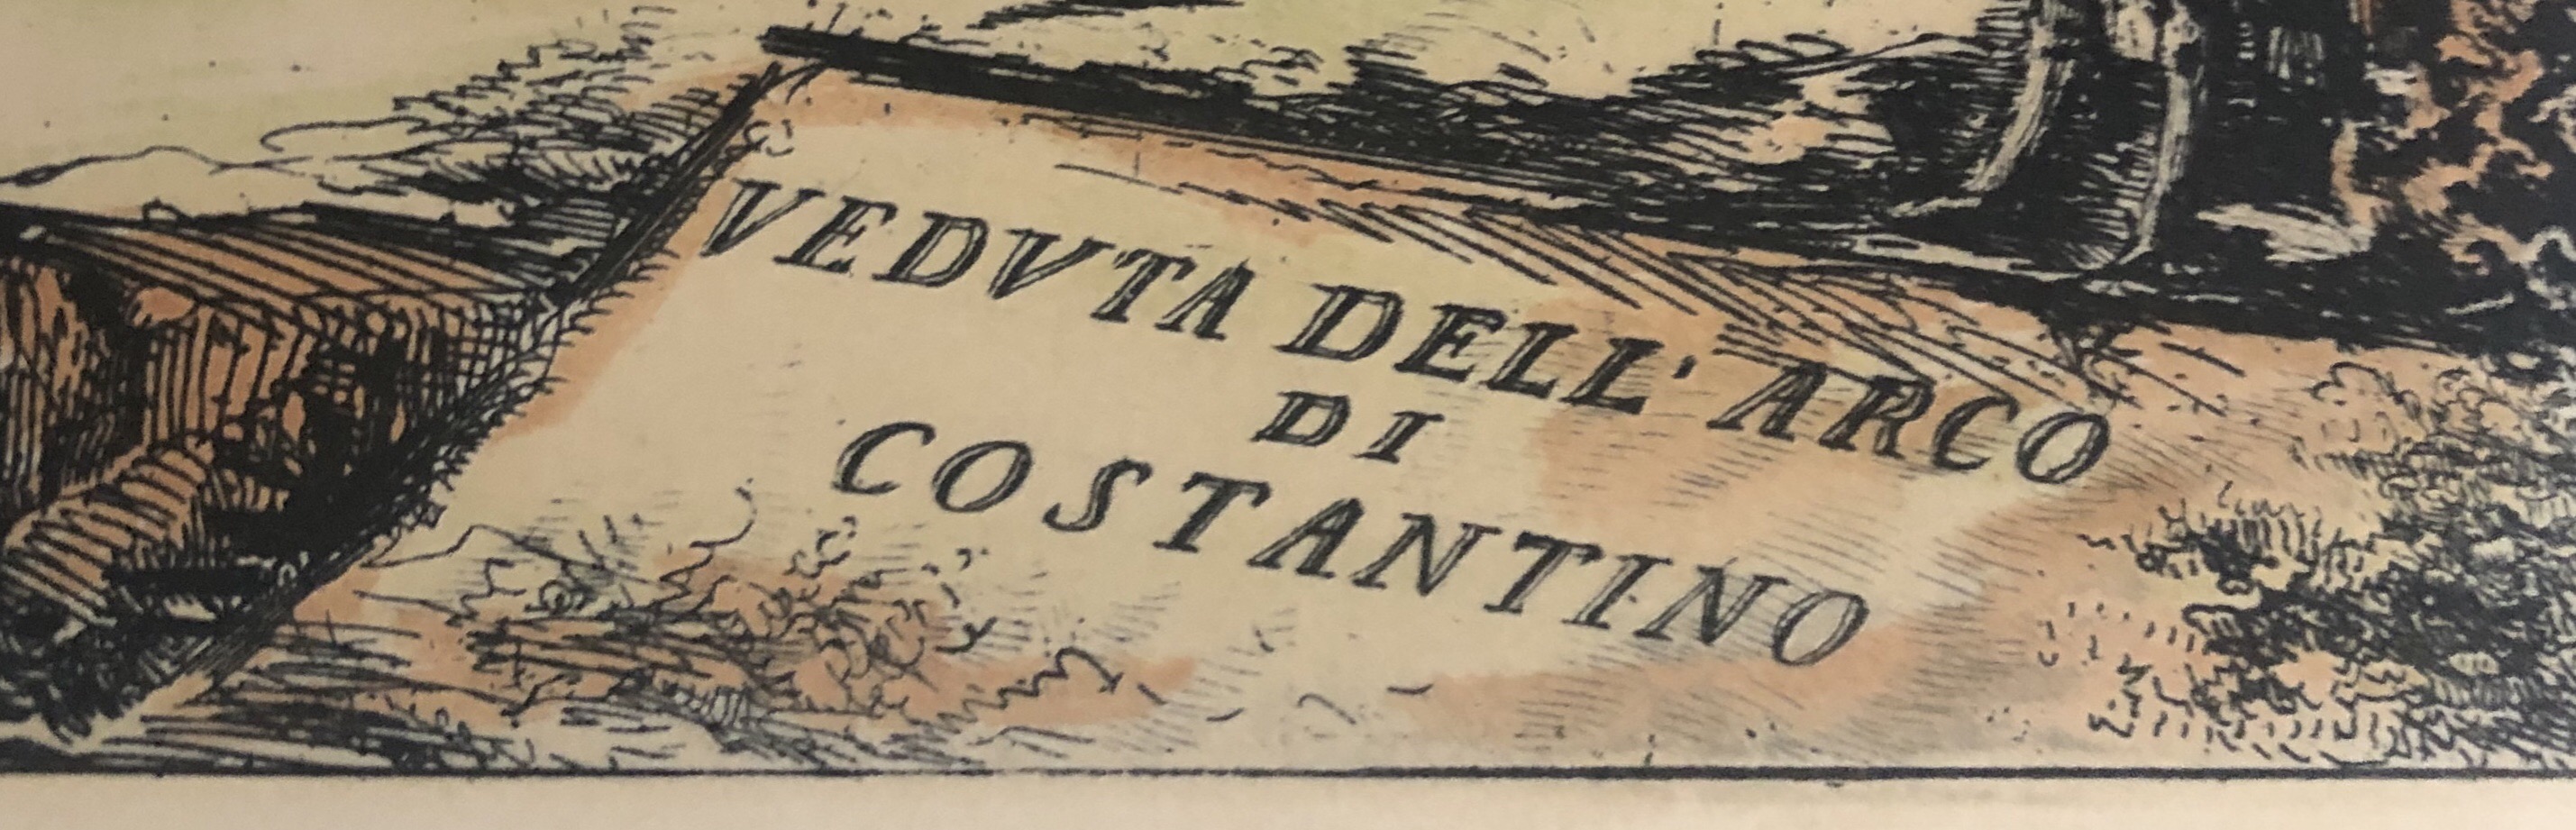 VEDVTA DELL' ARCO
DI
COSTANTINO